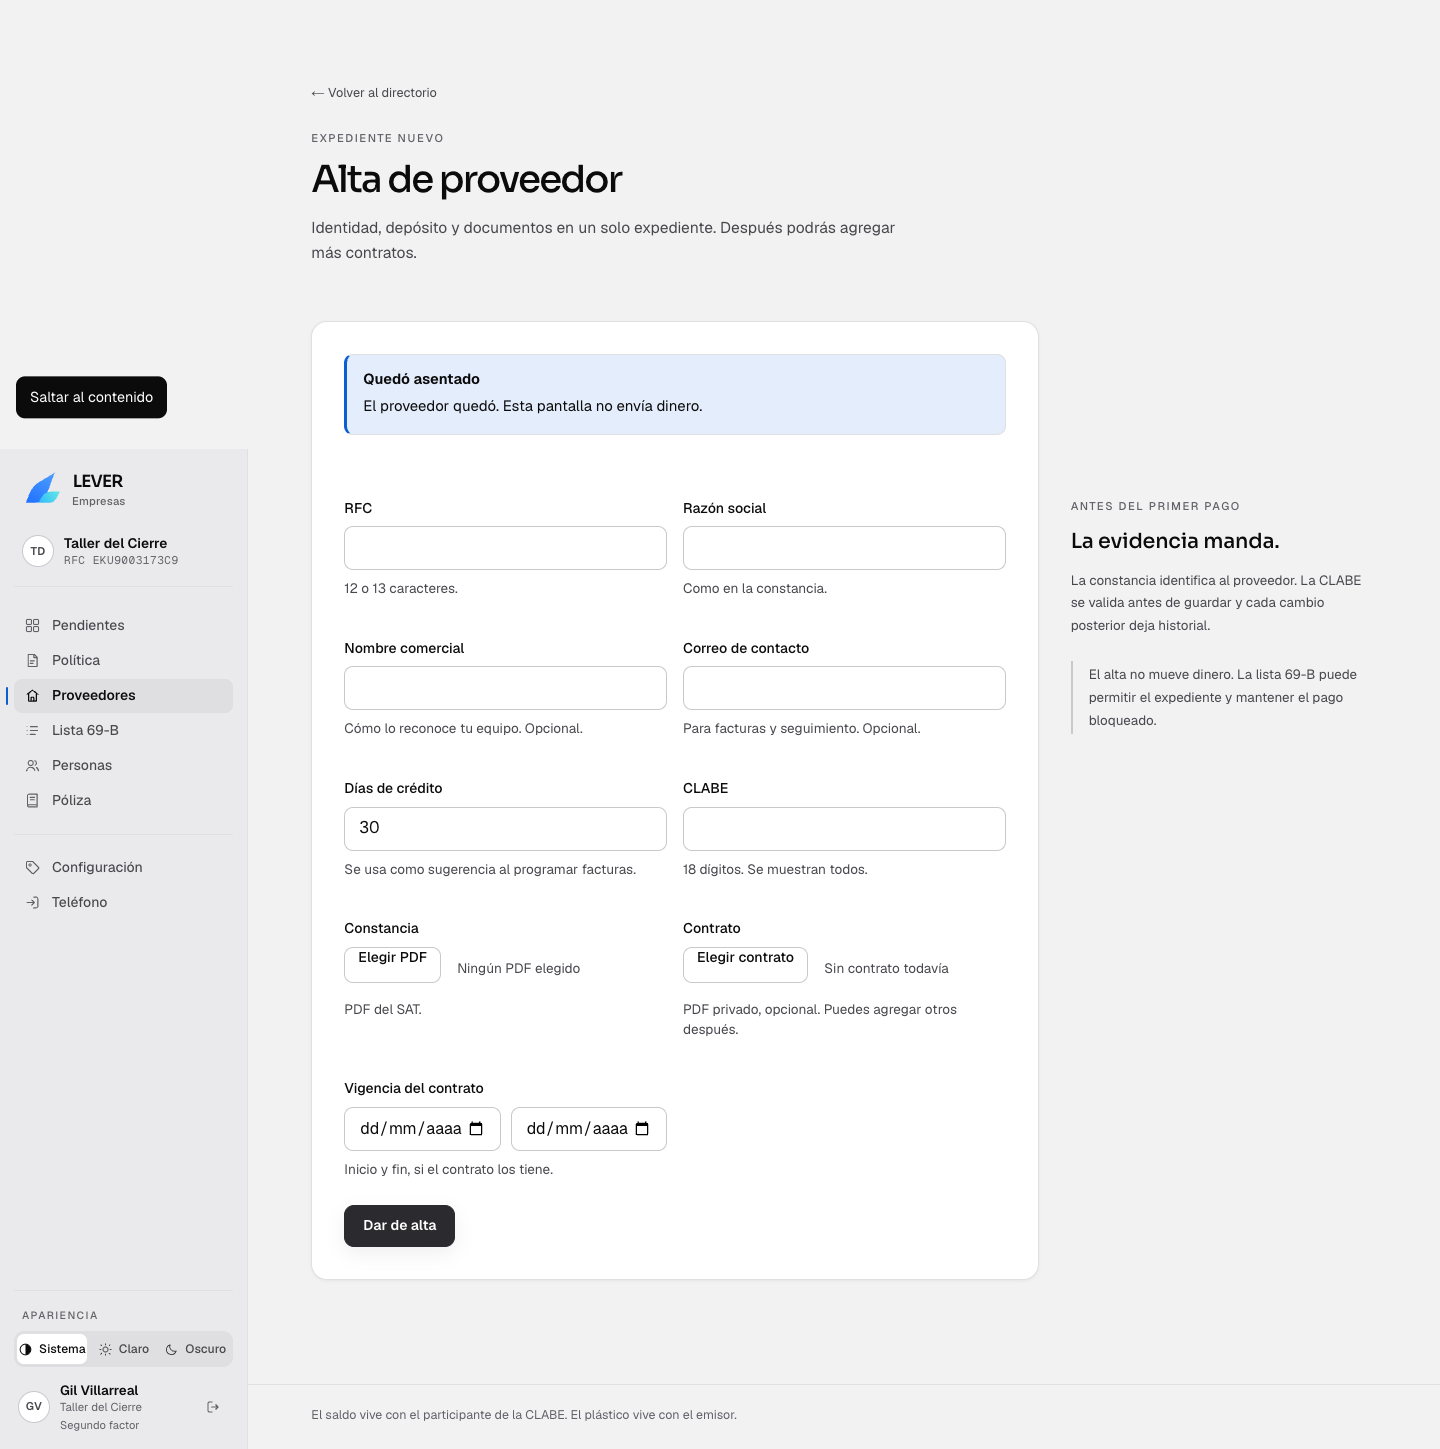 ← Volver al directorio
EXPEDIENTE NUEVO
Alta de proveedor
Identidad, depósito y documentos en un solo expediente. Después podrás agregar
más contratos.
Saltar al contenido
LEVER
Empresas
TD
Taller del Cierre
RFC EKU9003173C9
Pendientes
Política
Proveedores
Lista 69-B
Personas
Póliza
Configuración
Teléfono
APARIENCIA
Sistema
Claro
Oscuro
GV
Gil Villarreal
Taller del Cierre
Segundo factor
Quedó asentado
El proveedor quedó. Esta pantalla no envía dinero.
RFC
12 o 13 caracteres.
Razón social
Como en la constancia.
Nombre comercial
Cómo lo reconoce tu equipo. Opcional.
Correo de contacto
Para facturas y seguimiento. Opcional.
Días de crédito
30
Se usa como sugerencia al programar facturas.
CLABE
18 dígitos. Se muestran todos.
Constancia
Elegir PDF
Ningún PDF elegido
PDF del SAT.
Contrato
Elegir contrato
Sin contrato todavía
PDF privado, opcional. Puedes agregar otros
después.
Vigencia del contrato
dd/mm/aaaa
dd/mm/aaaa
Inicio y fin, si el contrato los tiene.
Dar de alta
ANTES DEL PRIMER PAGO
La evidencia manda.
La constancia identifica al proveedor. La CLABE
se valida antes de guardar y cada cambio
posterior deja historial.
El alta no mueve dinero. La lista 69-B puede
permitir el expediente y mantener el pago
bloqueado.
El saldo vive con el participante de la CLABE. El plástico vive con el emisor.